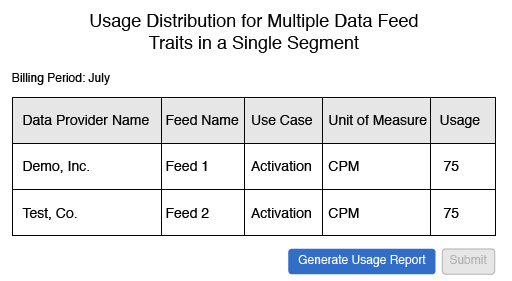 Usage Distribution for Multiple Data Feed
Traits in a Single Segment
Billing Period: July
Data Provider Name Feed Name Use Case Unit of Measure Usage
Demo, Inc. Feed 1 Activation CPM 75
Test, Co. Feed 2 Activation CPM 75
Generate Usage Report Submit